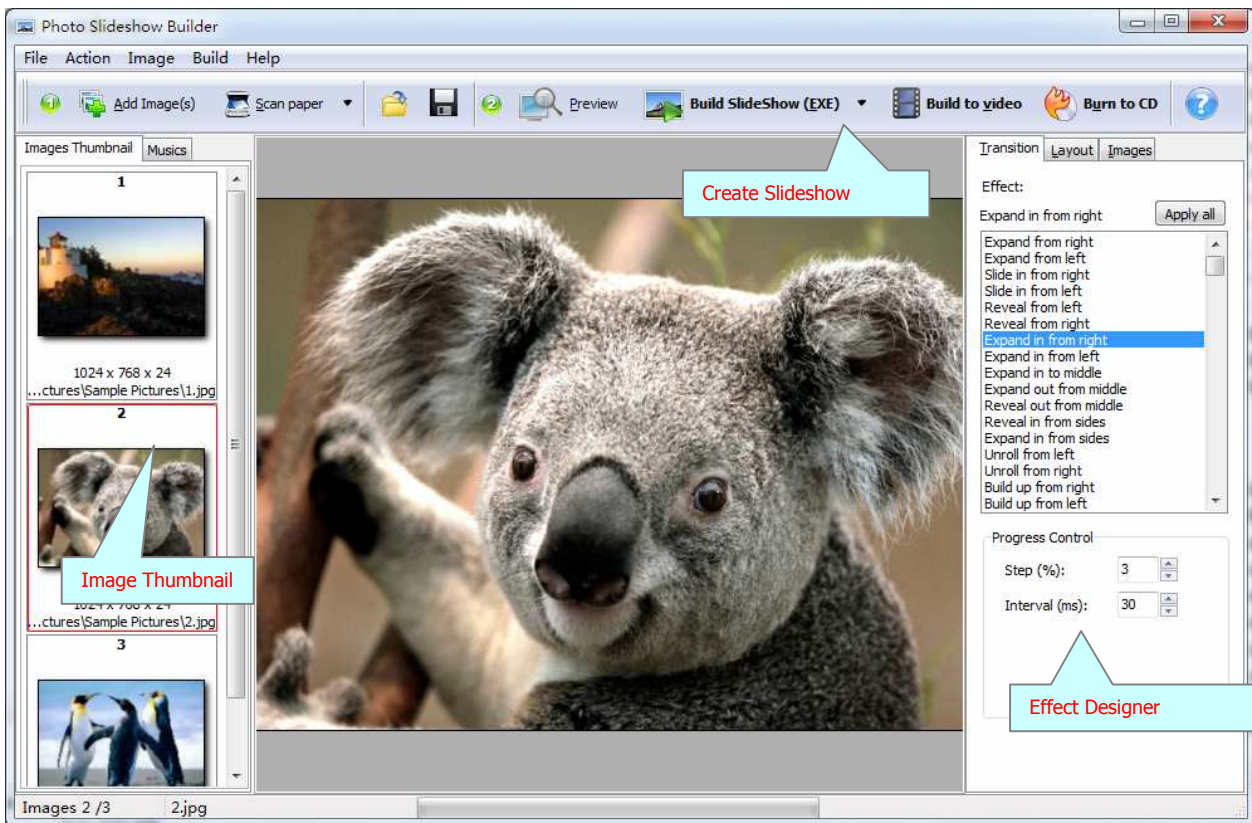 Photo Slideshow Builder
File Action Image Build Help
1 Add Image(s) Scan paper 2 Preview Build SlideShow (EXE) Build to video Burn to CD ?
Images Thumbnail Musics
1
1024 x 768 x 24
...ctures\Sample Pictures\1.jpg
2
Image Thumbnail
1024 x 768 x 24
...ctures\Sample Pictures\2.jpg
3
Create Slideshow
Transition Layout Images
Effect:
Expand in from right Apply all
Expand from right
Expand from left
Slide in from right
Slide in from left
Reveal from left
Reveal from right
Expand in from right
Expand in from left
Expand in to middle
Expand out from middle
Reveal out from middle
Reveal in from sides
Expand in from sides
Unroll from left
Unroll from right
Build up from right
Build up from left
Progress Control
Step (%): 3
Interval (ms): 30
Effect Designer
Images 2 /3 2.jpg